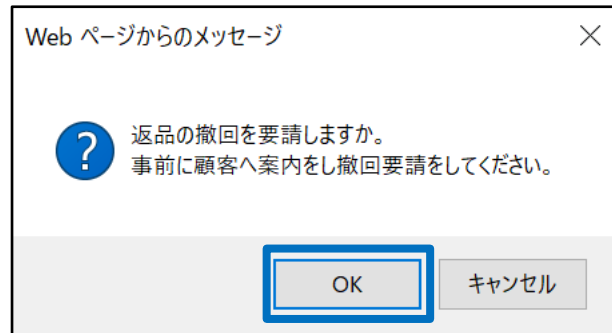 Web ページからのメッセージ
?
返品の撤回を要請しますか。
事前に顧客へ案内をし撤回要請をしてください。
OK
キャンセル